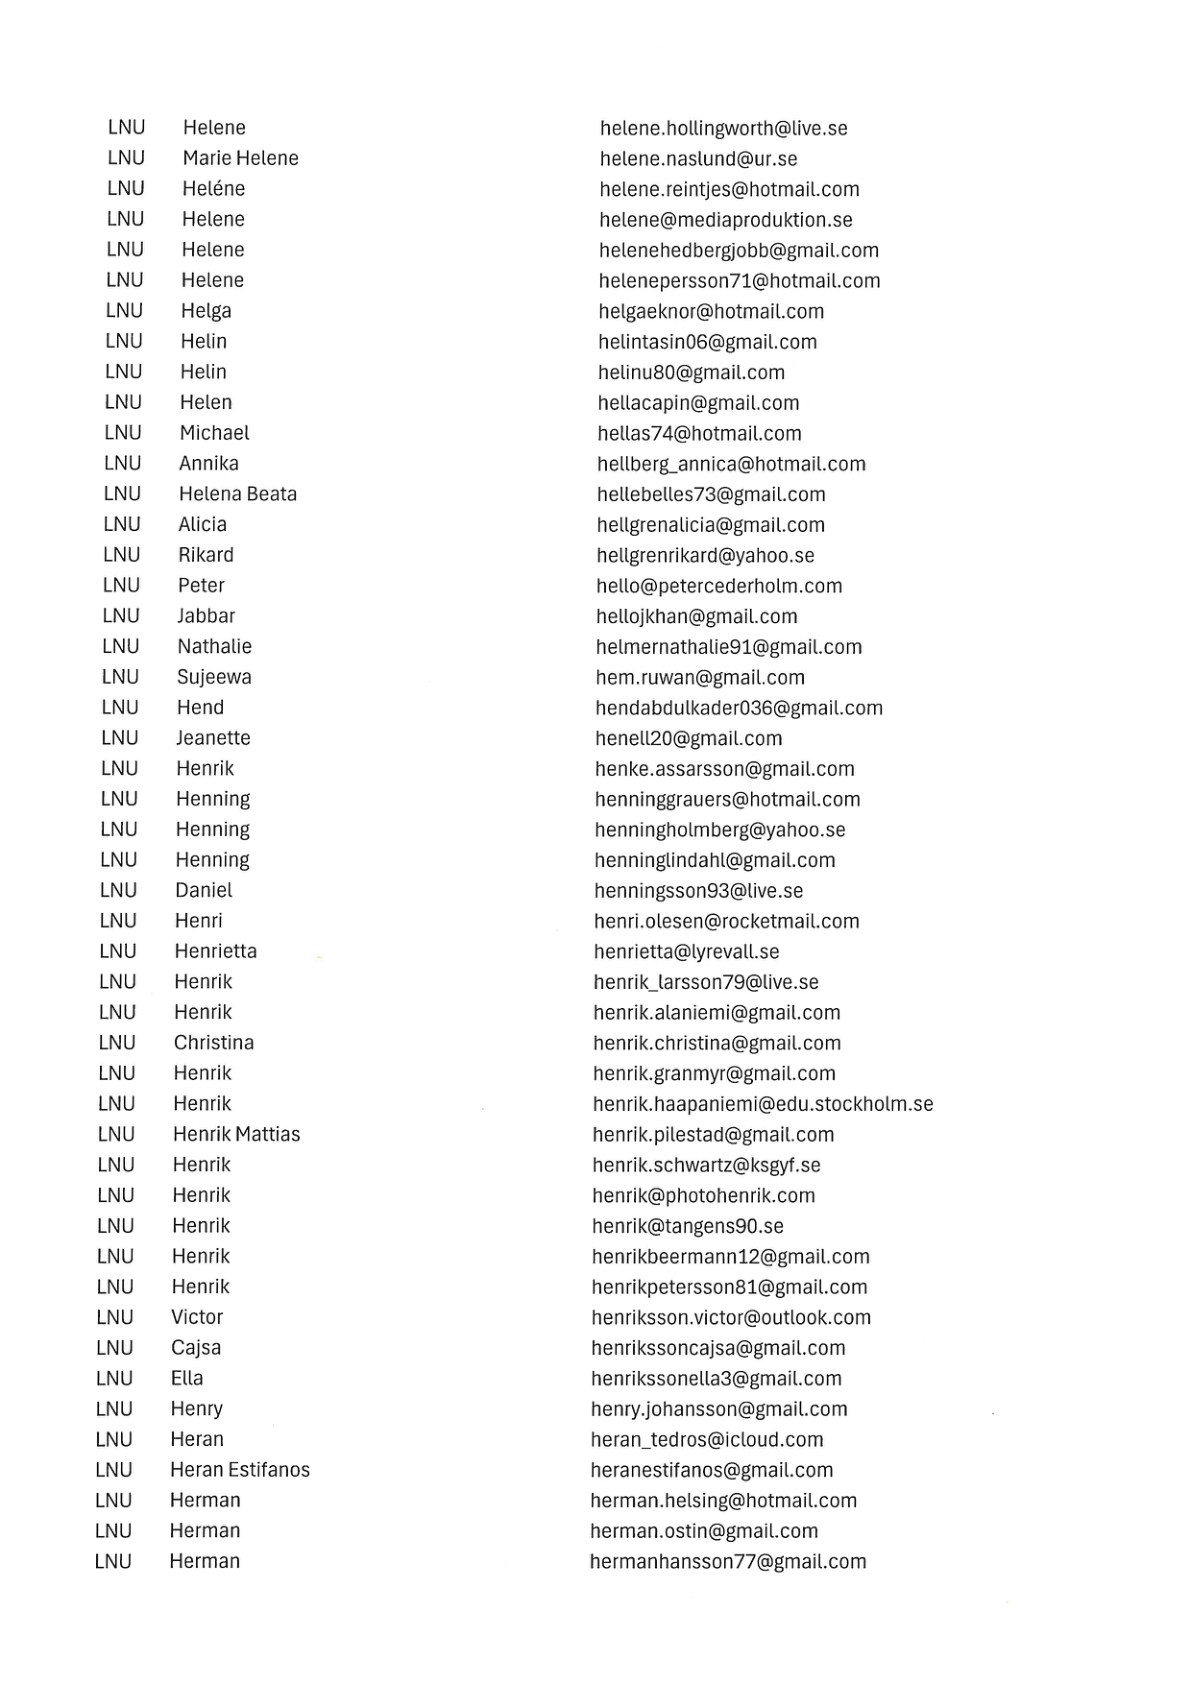 LNU Helene helene.hollingworth@live.se
LNU Marie Helene helene.naslund@ur.se
LNU Heléne helene.reintjes@hotmail.com
LNU Helene helene@mediaproduktion.se
LNU Helene helenehedbergjobb@gmail.com
LNU Helene helenepersson71@hotmail.com
LNU Helga helgaeknor@hotmail.com
LNU Helin helintasin06@gmail.com
LNU Helin helinu80@gmail.com
LNU Helen hellacapin@gmail.com
LNU Michael hellas74@hotmail.com
LNU Annika hellberg_annica@hotmail.com
LNU Helena Beata hellebelles73@gmail.com
LNU Alicia hellgrenalicia@gmail.com
LNU Rikard hellgrenrikard@yahoo.se
LNU Peter hello@petercederholm.com
LNU Jabbar hellojkhan@gmail.com
LNU Nathalie helmernathalie91@gmail.com
LNU Sujeewa hem.ruwan@gmail.com
LNU Hend hendabdulkader036@gmail.com
LNU Jeanette henell20@gmail.com
LNU Henrik henke.assarsson@gmail.com
LNU Henning henninggrauers@hotmail.com
LNU Henning henningholmberg@yahoo.se
LNU Henning henninglindahl@gmail.com
LNU Daniel henningsson93@live.se
LNU Henri henri.olesen@rocketmail.com
LNU Henrietta henrietta@lyrevall.se
LNU Henrik henrik_larsson79@live.se
LNU Henrik henrik.alaniemi@gmail.com
LNU Christina henrik.christina@gmail.com
LNU Henrik henrik.granmyr@gmail.com
LNU Henrik henrik.haapaniemi@edu.stockholm.se
LNU Henrik Mattias henrik.pilestad@gmail.com
LNU Henrik henrik.schwartz@ksgyf.se
LNU Henrik henrik@photohenrik.com
LNU Henrik henrik@tangens90.se
LNU Henrik henrikbeermann12@gmail.com
LNU Henrik henrikpetersson81@gmail.com
LNU Victor henriksson.victor@outlook.com
LNU Cajsa henrikssoncajsa@gmail.com
LNU Ella henrikssonella3@gmail.com
LNU Henry henry.johansson@gmail.com
LNU Heran heran_tedros@icloud.com
LNU Heran Estifanos heranestifanos@gmail.com
LNU Herman herman.helsing@hotmail.com
LNU Herman herman.ostin@gmail.com
LNU Herman hermanhansson77@gmail.com